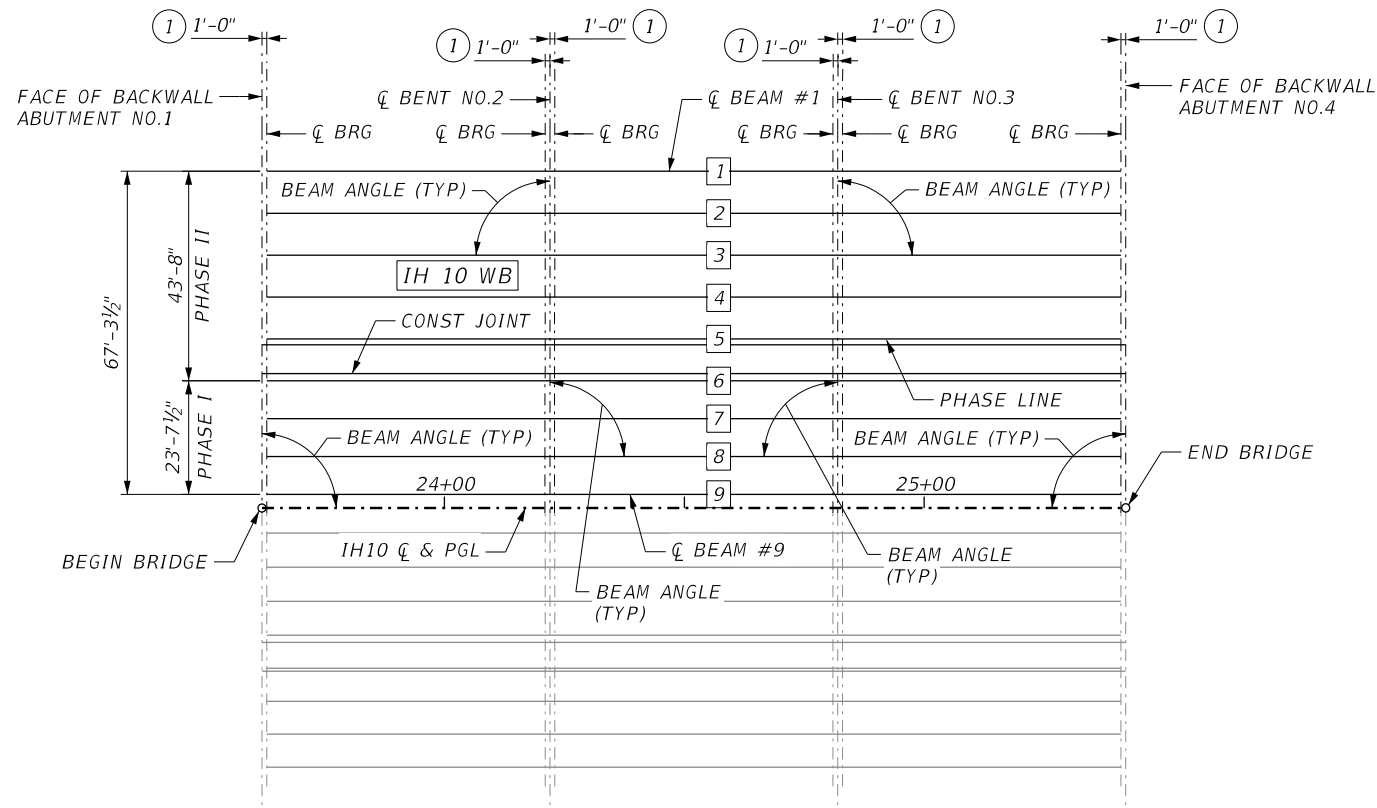 1 1'-0"
1'-0" 1
1 1'-0"
1 1'-0"
1'-0" 1
1'-0" 1
FACE OF BACKWALL
ABUTMENT NO.1
℄ BENT NO.2
℄ BEAM #1
℄ BENT NO.3
FACE OF BACKWALL
ABUTMENT NO.4
℄ BRG
℄ BRG
℄ BRG
℄ BRG
℄ BRG
℄ BRG
1
BEAM ANGLE (TYP)
BEAM ANGLE (TYP)
2
3
IH 10 WB
4
CONST JOINT
5
6
PHASE LINE
7
67'-3½"
43'-8"
PHASE II
23'-7½"
PHASE I
BEAM ANGLE (TYP)
BEAM ANGLE (TYP)
8
END BRIDGE
24+00
9
25+00
BEGIN BRIDGE
IH10 ℄ & PGL
℄ BEAM #9
BEAM ANGLE
(TYP)
BEAM ANGLE
(TYP)